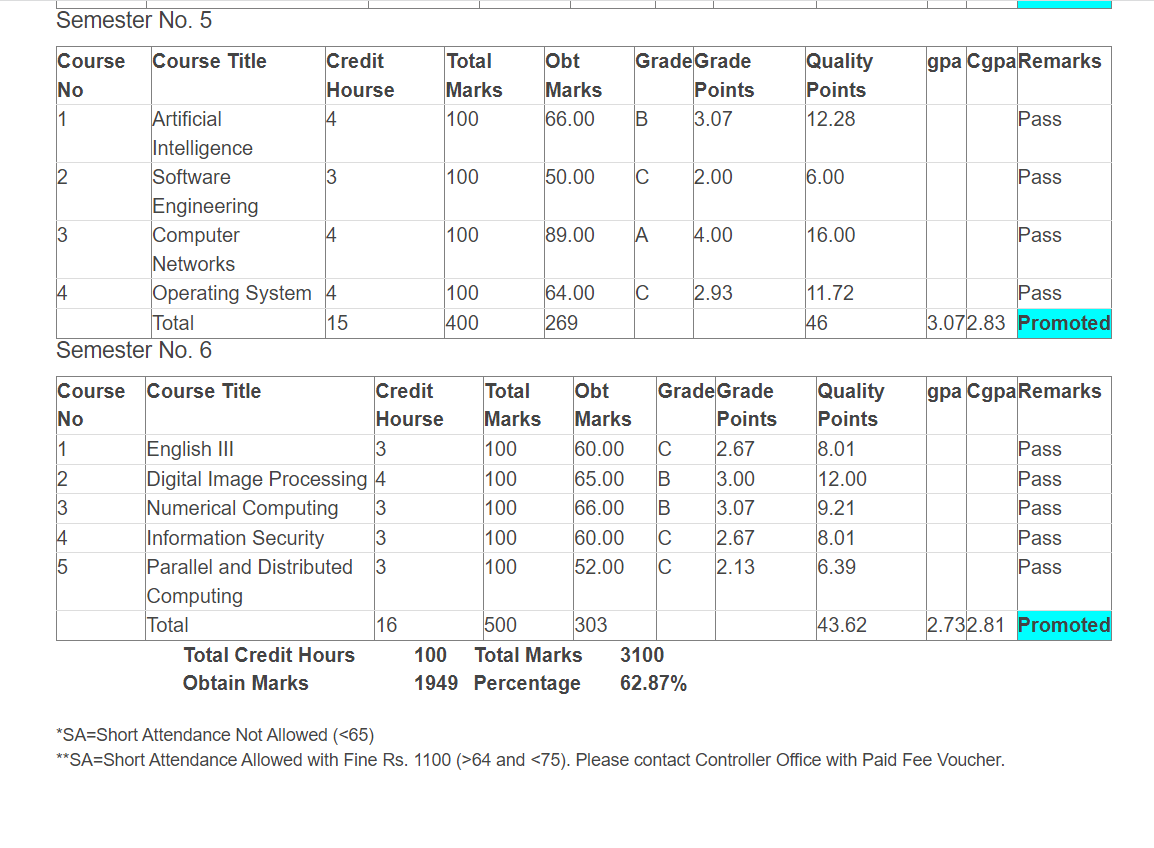 Semester No. 5
Course No Course Title Credit Hourse Total Marks Obt Marks Grade Grade Points Quality Points gpa Cgpa Remarks
1 Artificial Intelligence 4 100 66.00 B 3.07 12.28 Pass
2 Software Engineering 3 100 50.00 C 2.00 6.00 Pass
3 Computer Networks 4 100 89.00 A 4.00 16.00 Pass
4 Operating System 4 100 64.00 C 2.93 11.72 Pass
Total 15 400 269 46 3.07 2.83 Promoted
Semester No. 6
Course No Course Title Credit Hourse Total Marks Obt Marks Grade Grade Points Quality Points gpa Cgpa Remarks
1 English III 3 100 60.00 C 2.67 8.01 Pass
2 Digital Image Processing 4 100 65.00 B 3.00 12.00 Pass
3 Numerical Computing 3 100 66.00 B 3.07 9.21 Pass
4 Information Security 3 100 60.00 C 2.67 8.01 Pass
5 Parallel and Distributed Computing 3 100 52.00 C 2.13 6.39 Pass
Total 16 500 303 43.62 2.73 2.81 Promoted
Total Credit Hours 100 Total Marks 3100
Obtain Marks 1949 Percentage 62.87%
*SA=Short Attendance Not Allowed (<65)
**SA=Short Attendance Allowed with Fine Rs. 1100 (>64 and <75). Please contact Controller Office with Paid Fee Voucher.